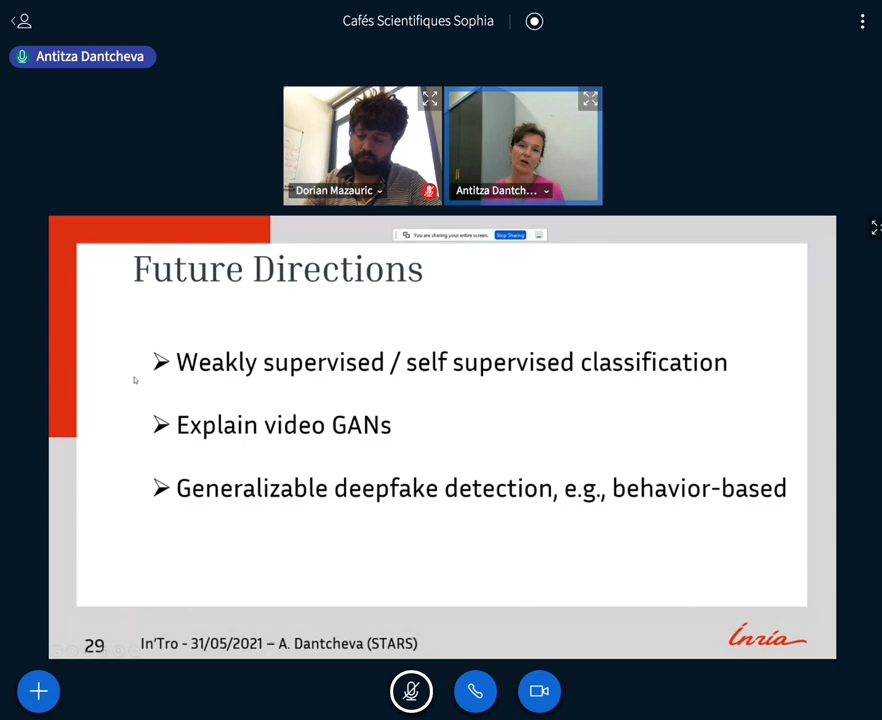 Cafés Scientifiques Sophia
Antitza Dantcheva
Dorian Mazauric
Antitza Dantch...
You are sharing your entire screen.
Stop Sharing
Future Directions
Weakly supervised / self supervised classification
Explain video GANs
Generalizable deepfake detection, e.g., behavior-based
29
In'Tro - 31/05/2021 – A. Dantcheva (STARS)
Inria